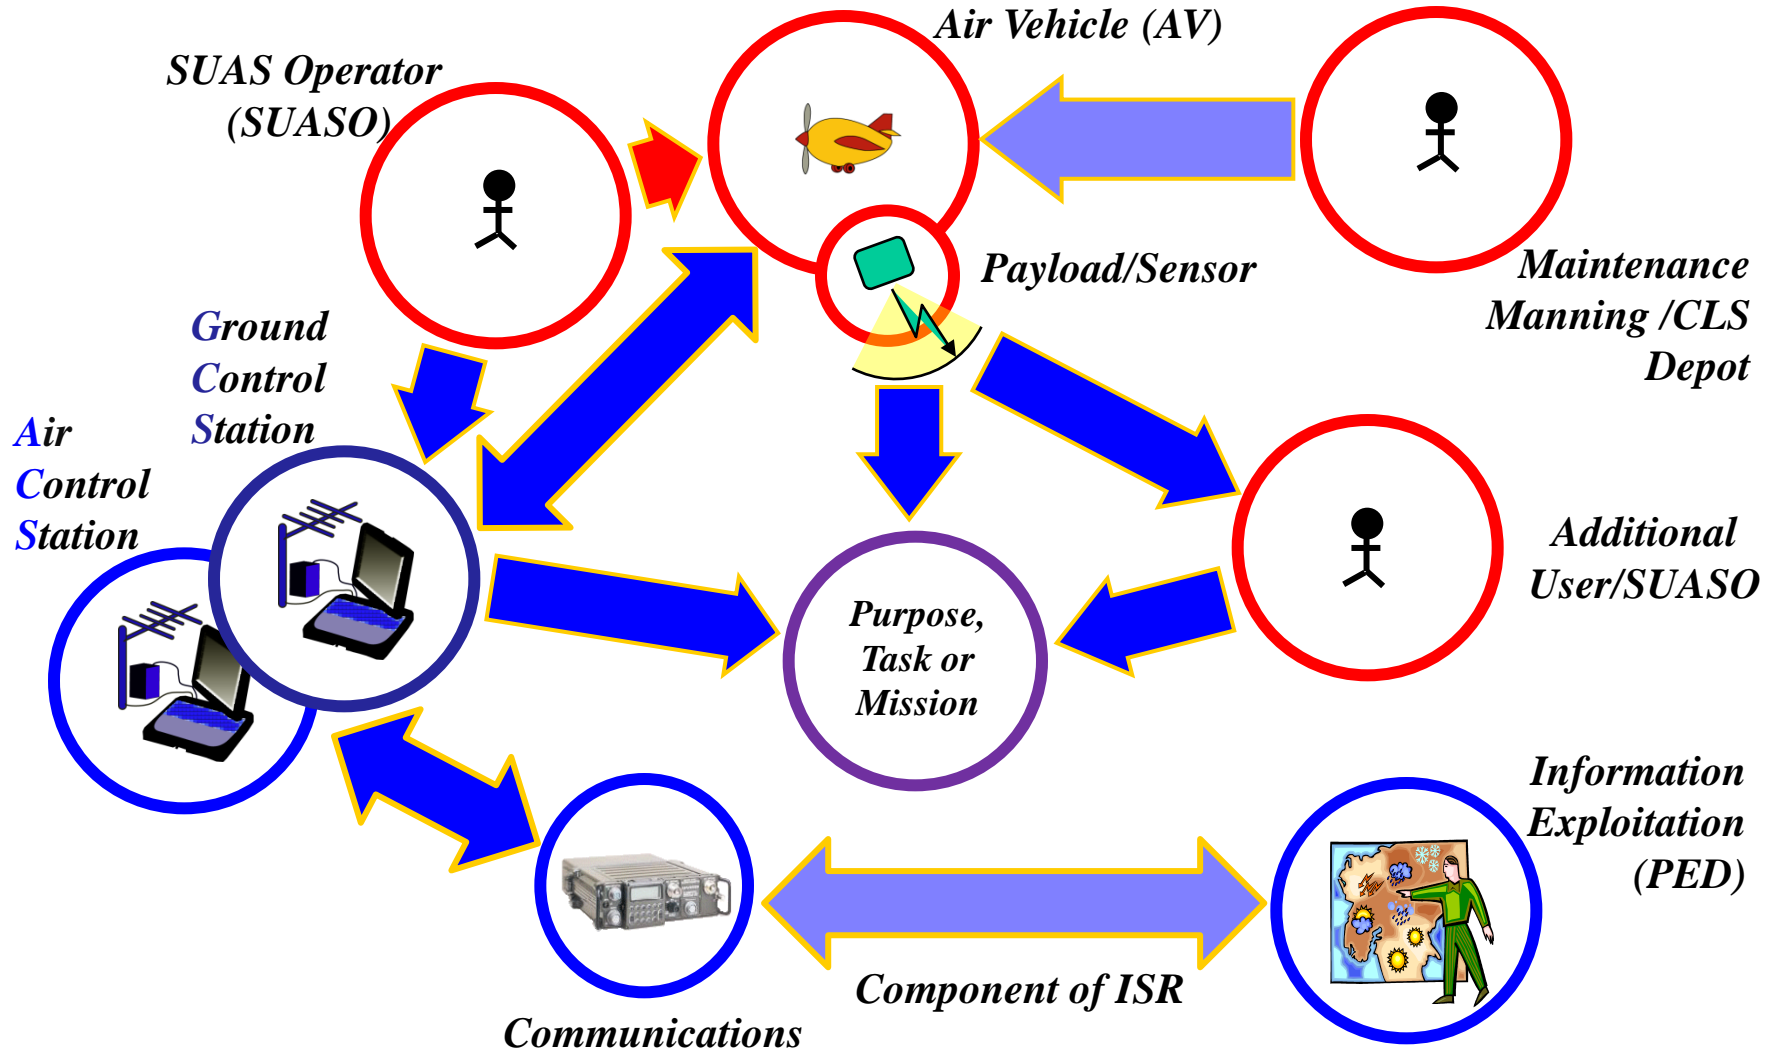 Air Vehicle (AV)
SUAS Operator
(SUASO)
Payload/Sensor
Maintenance
Manning /CLS
Depot
Ground
Control
Station
Air
Control
Station
Additional
User/SUASO
Purpose,
Task or
Mission
Information
Exploitation
(PED)
Component of ISR
Communications